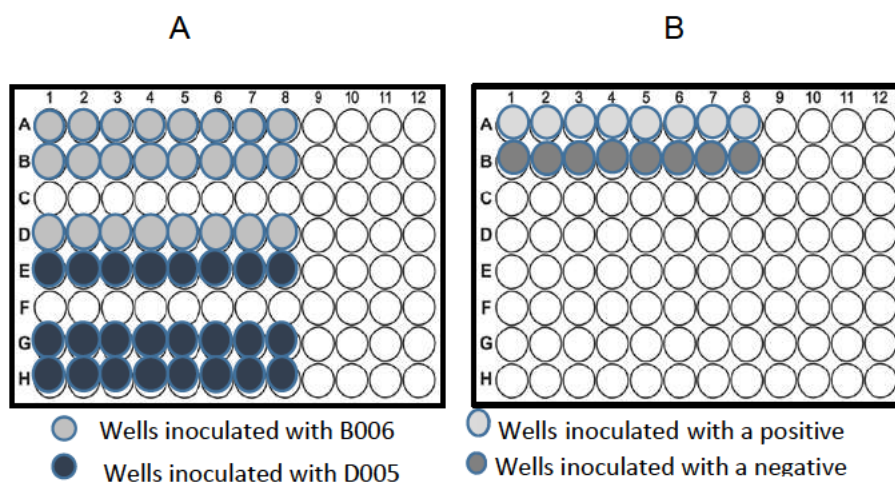 A
B
1 2 3 4 5 6 7 8 9 10 11 12
A
B
C
D
E
F
G
H
1 2 3 4 5 6 7 8 9 10 11 12
A
B
C
D
E
F
G
H
Wells inoculated with B006
Wells inoculated with D005
Wells inoculated with a positive
Wells inoculated with a negative